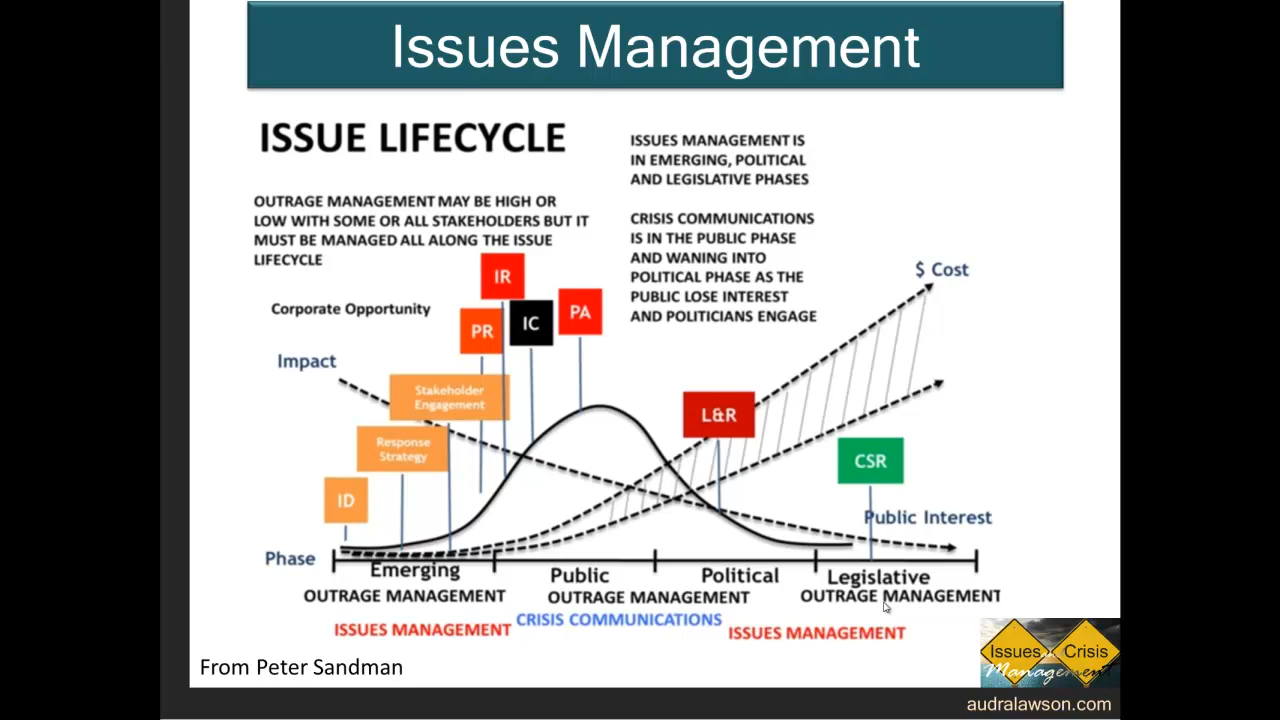 Issues Management
ISSUE LIFECYCLE
ISSUES MANAGEMENT IS
IN EMERGING, POLITICAL
AND LEGISLATIVE PHASES
OUTRAGE MANAGEMENT MAY BE HIGH OR
LOW WITH SOME OR ALL STAKEHOLDERS BUT IT
MUST BE MANAGED ALL ALONG THE ISSUE
LIFECYCLE
CRISIS COMMUNICATIONS
IS IN THE PUBLIC PHASE
AND WANING INTO
POLITICAL PHASE AS THE
PUBLIC LOSE INTEREST
AND POLITICIANS ENGAGE
$ Cost
Corporate Opportunity
IR
PR
IC
PA
Impact
Stakeholder
Engagement
Response
Strategy
L&R
CSR
ID
Public Interest
Phase
Emerging
Public
Political
Legislative
OUTRAGE MANAGEMENT
OUTRAGE MANAGEMENT
OUTRAGE MANAGEMENT
ISSUES MANAGEMENT
CRISIS COMMUNICATIONS
ISSUES MANAGEMENT
From Peter Sandman
Issues
Crisis
Management
audralawson.com